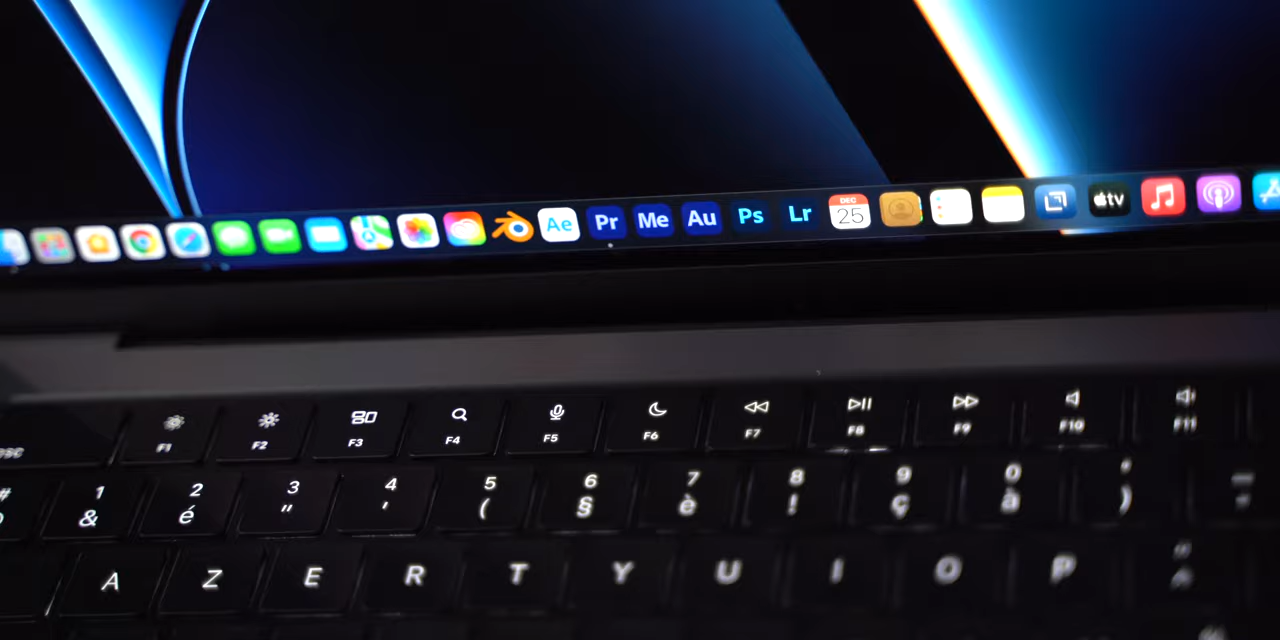 Ae Pr Me Au Ps Lr DEC 25 tv
esc F1 F2 F3 F4 F5 F6 F7 F8 F9 F10 F11
# 1 2 3 4 5 6 7 8 9 0
& é " ' ( § è ! ç à )
A Z E R T Y U I O P